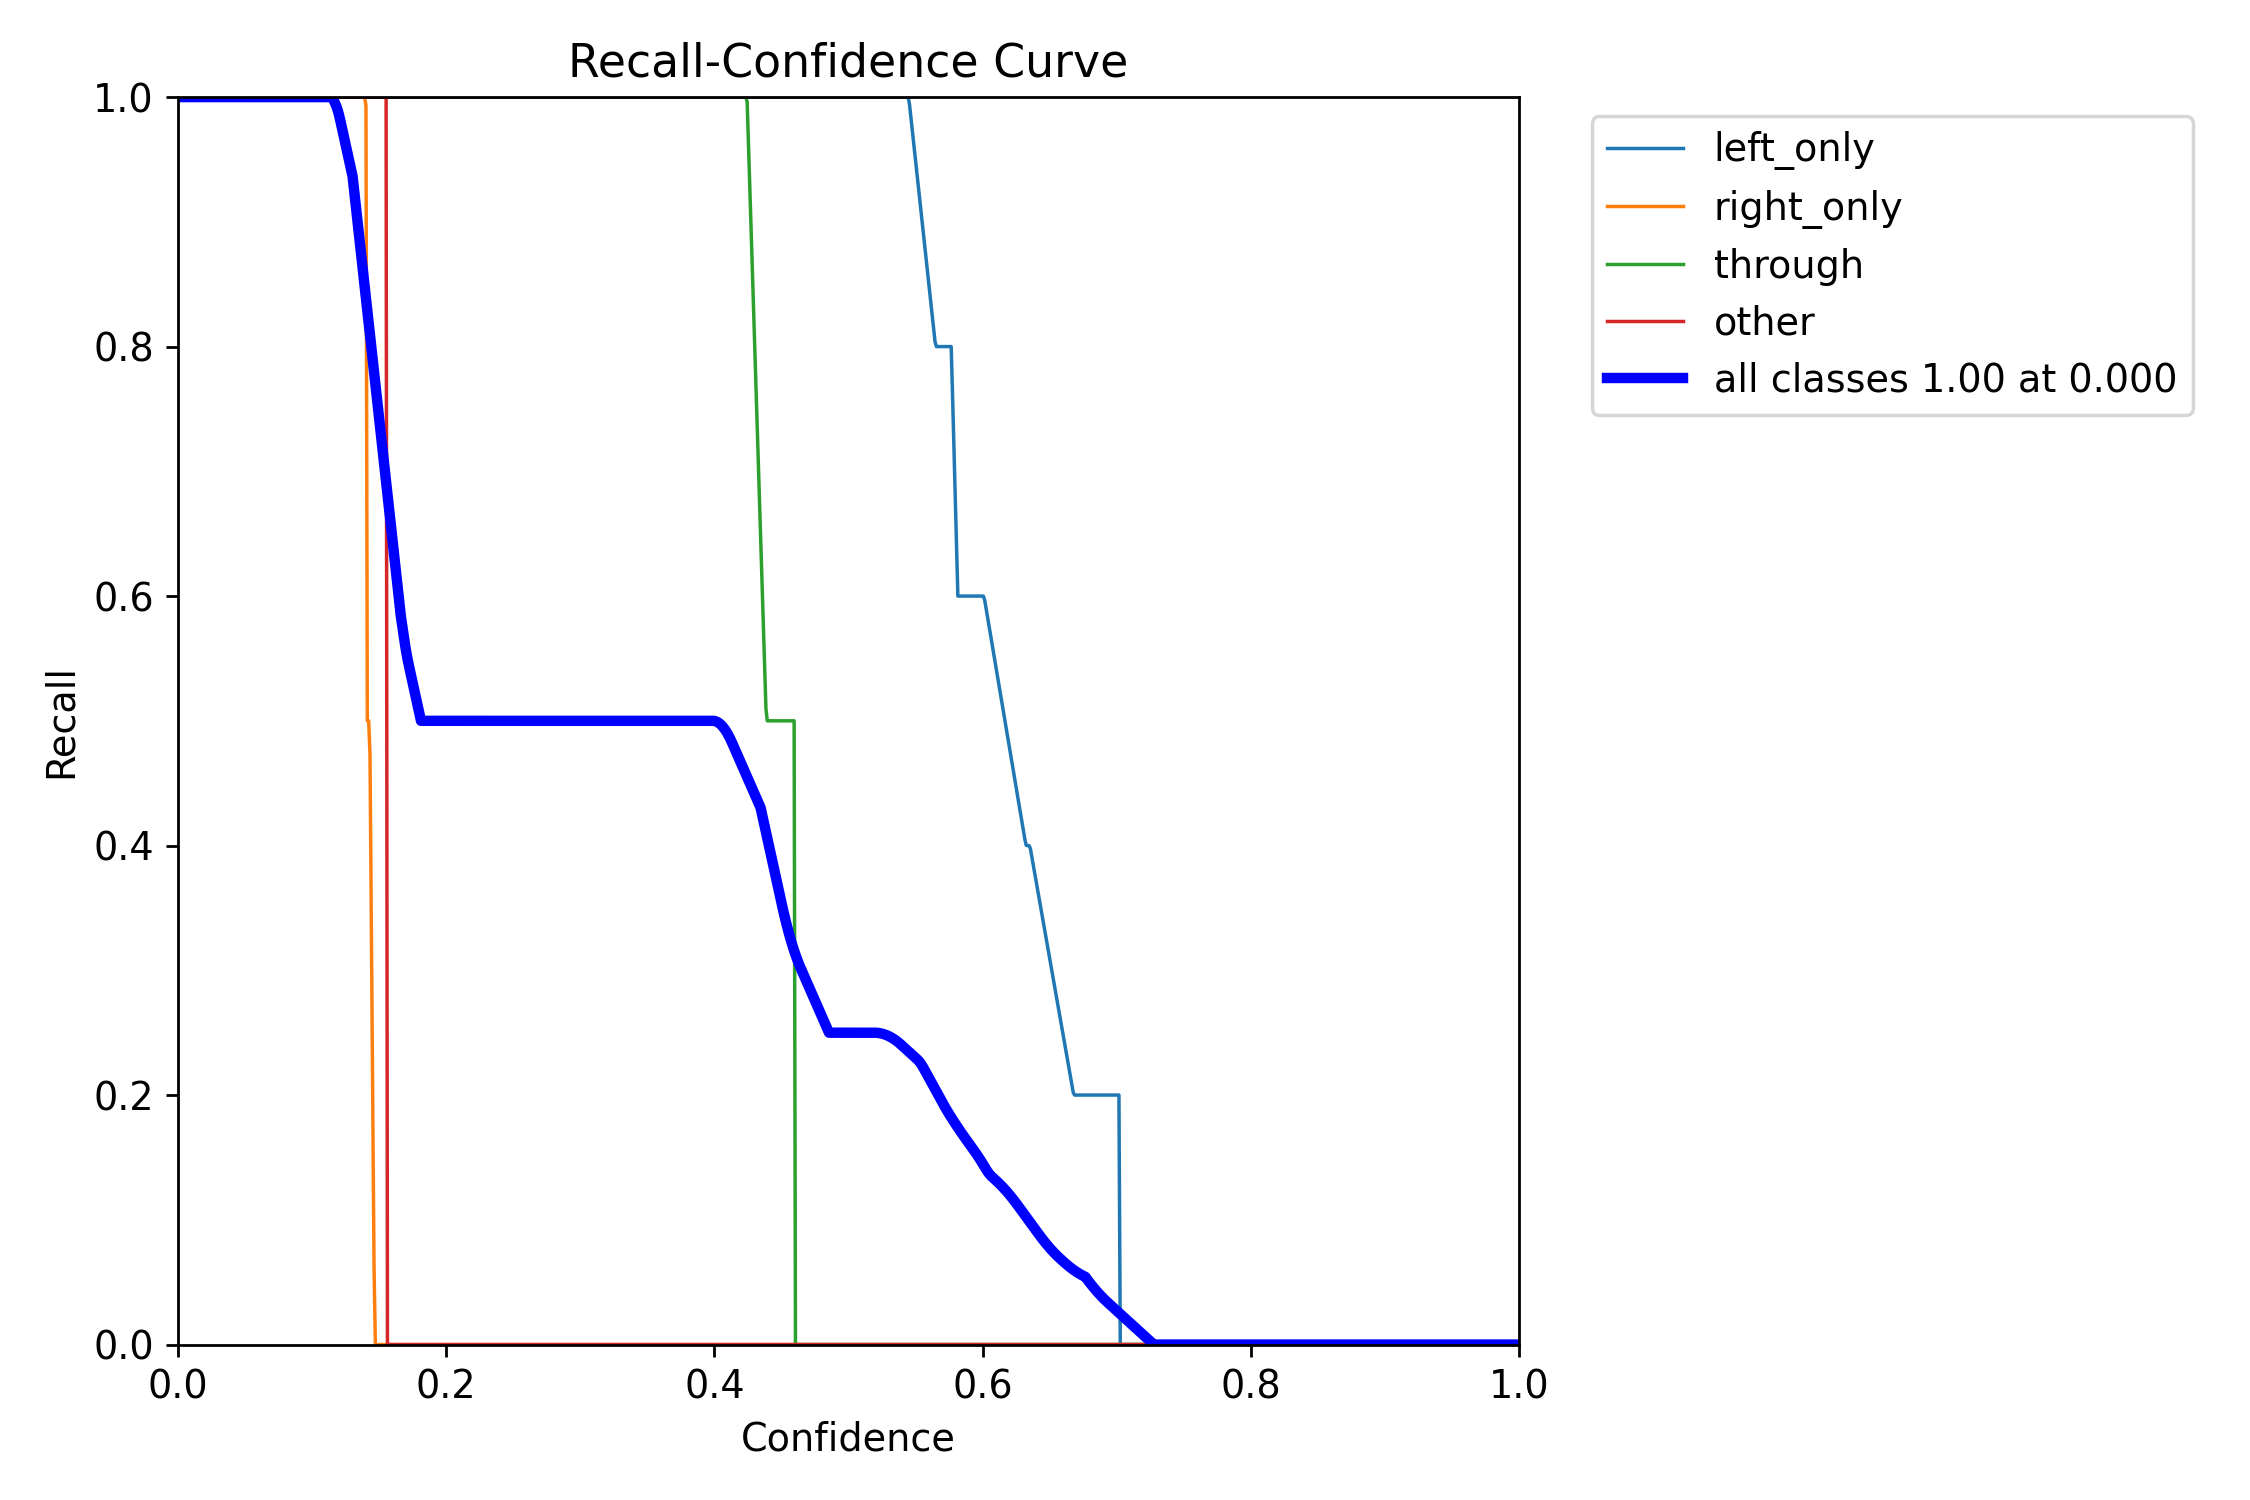 Recall-Confidence Curve
1.0
0.8
0.6
0.4
0.2
0.0
Recall
0.0 0.2 0.4 0.6 0.8 1.0
Confidence
left_only
right_only
through
other
all classes 1.00 at 0.000